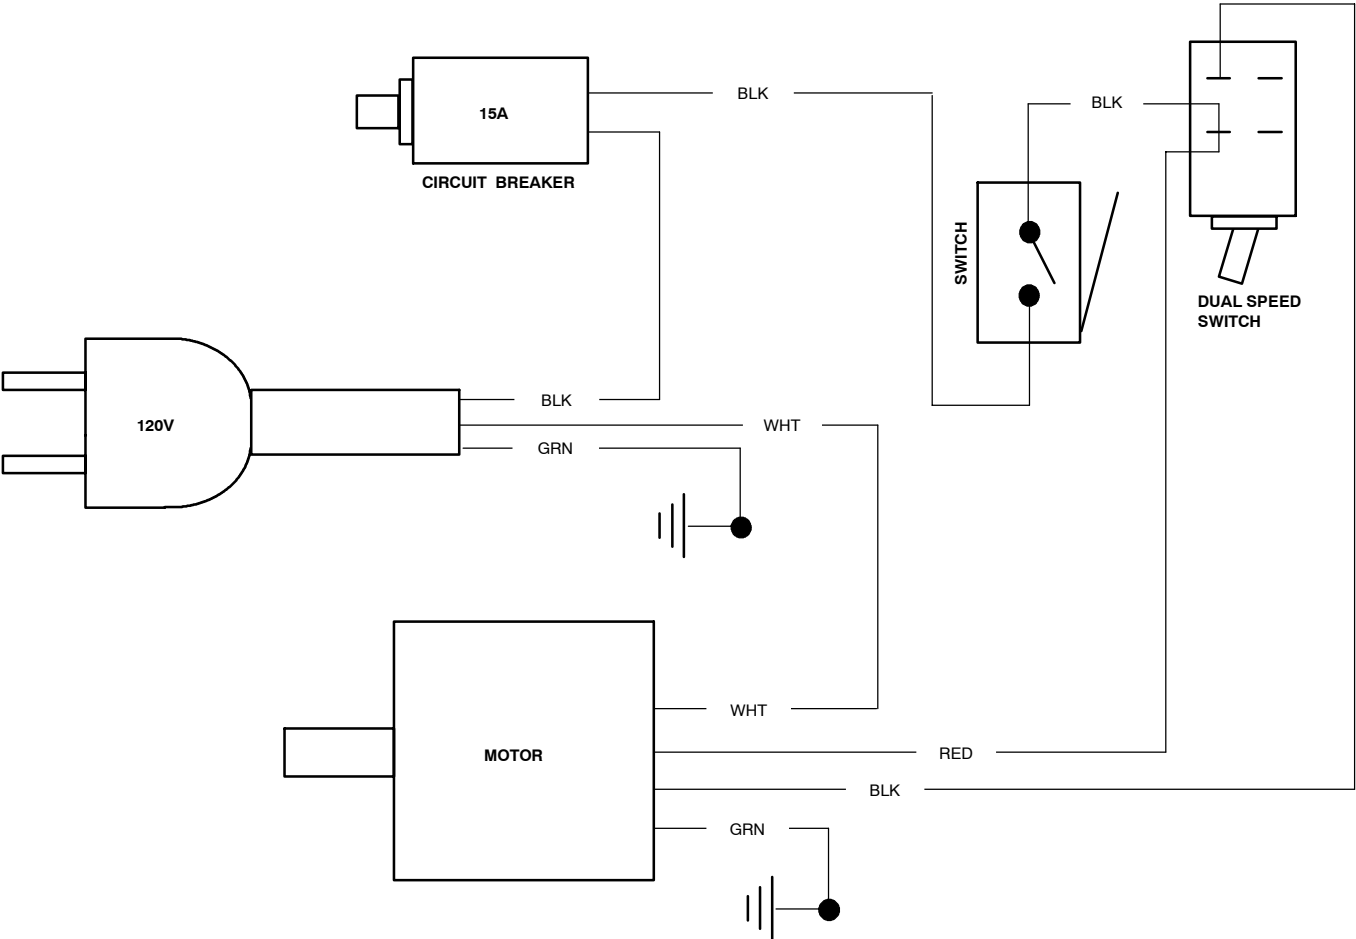 BLK
BLK
15A
CIRCUIT BREAKER
SWITCH
DUAL SPEED
SWITCH
BLK
120V
WHT
GRN
WHT
MOTOR
RED
BLK
GRN